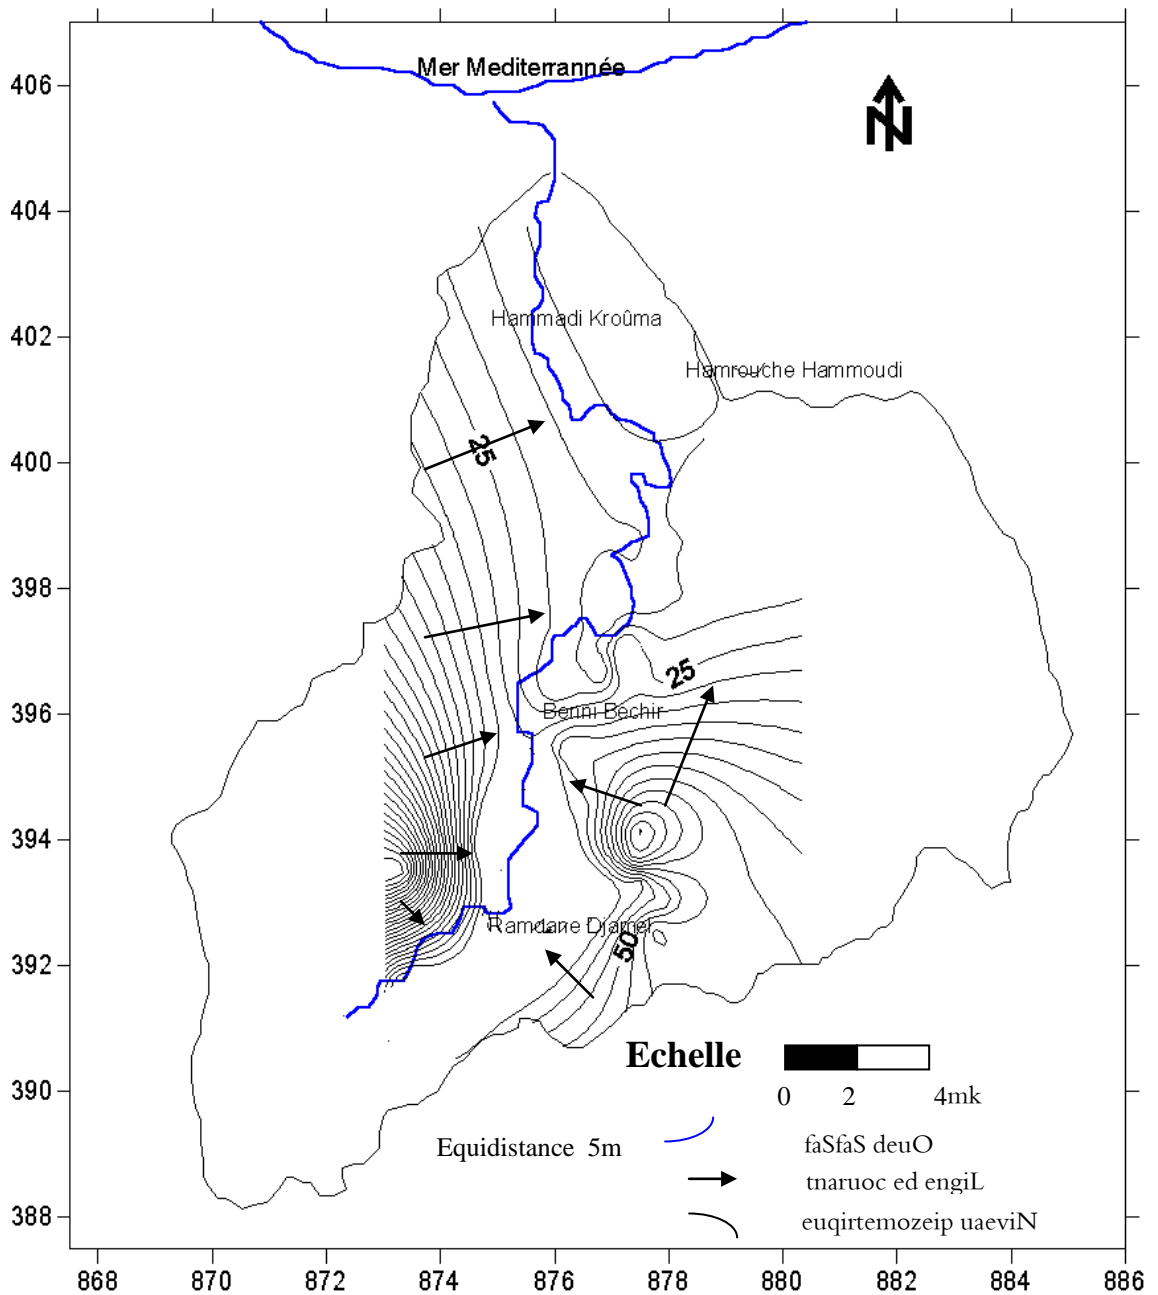 Mer Mediterrannée
406
N
404
Hammadi Kroûma
402
Hamrouche Hammoudi
25
400
398
25
396
Benni Bechir
394
Ramdane Djamel
50
392
Echelle
390
0 2 4mk
Equidistance 5m
faSfaS deuO
tnaruoc ed engiL
euqirtemozeip uaeviN
388
868 870 872 874 876 878 880 882 884 886